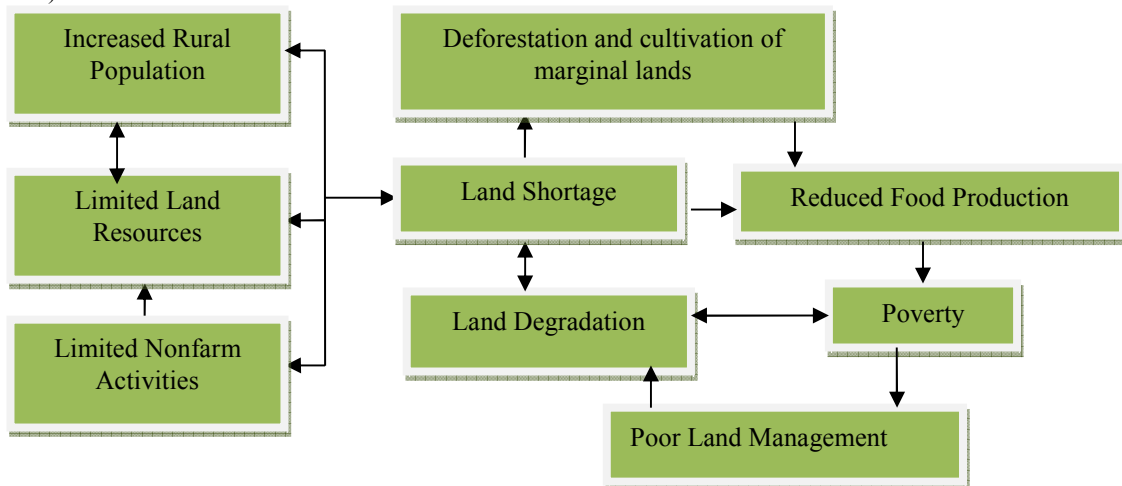 Increased Rural
Population
Deforestation and cultivation of
marginal lands
Limited Land
Resources
Land Shortage
Reduced Food Production
Limited Nonfarm
Activities
Land Degradation
Poverty
Poor Land Management